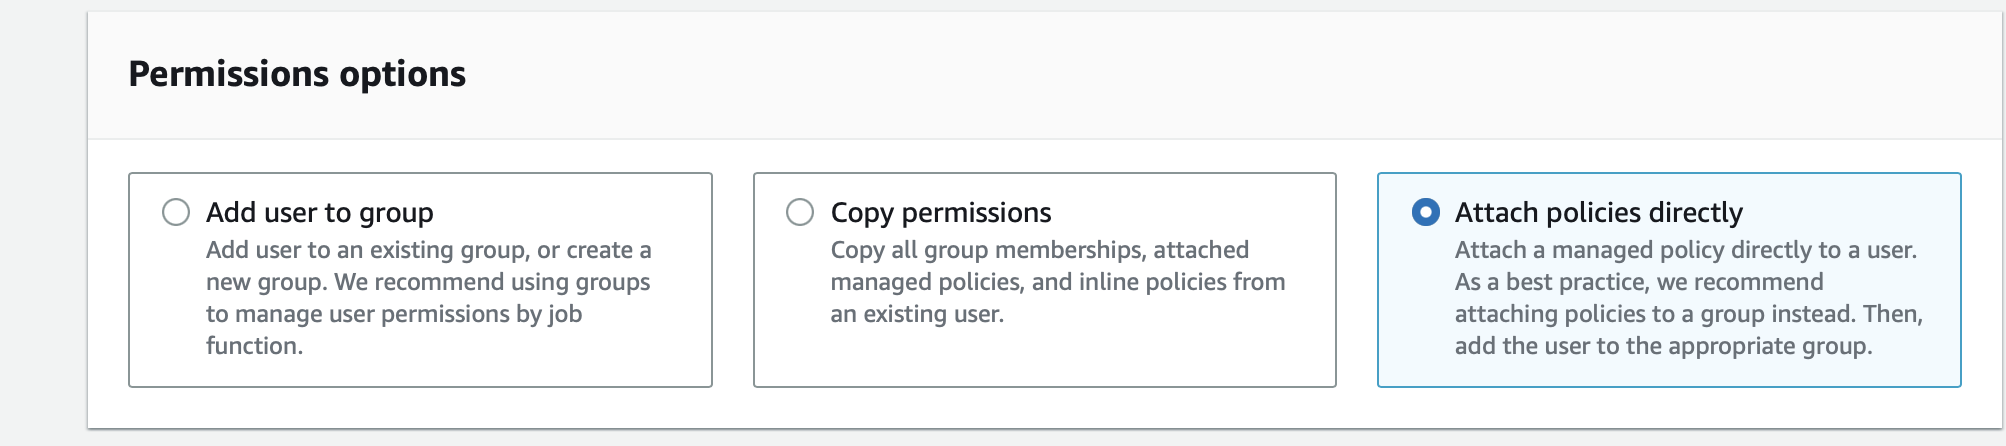 Permissions options
Add user to group
Add user to an existing group, or create a
new group. We recommend using groups
to manage user permissions by job
function.
Copy permissions
Copy all group memberships, attached
managed policies, and inline policies from
an existing user.
Attach policies directly
Attach a managed policy directly to a user.
As a best practice, we recommend
attaching policies to a group instead. Then,
add the user to the appropriate group.